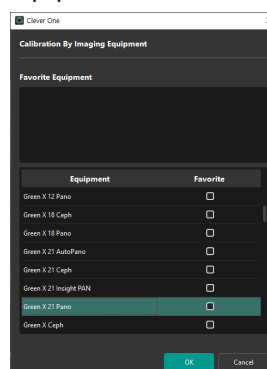 Clever One
Calibration By Imaging Equipment
Favorite Equipment
Equipment Favorite
Green X 12 Pano
Green X 18 Ceph
Green X 18 Pano
Green X 21 AutoPano
Green X 21 Ceph
Green X 21 Insight PAN
Green X 21 Pano
Green X Ceph
OK Cancel